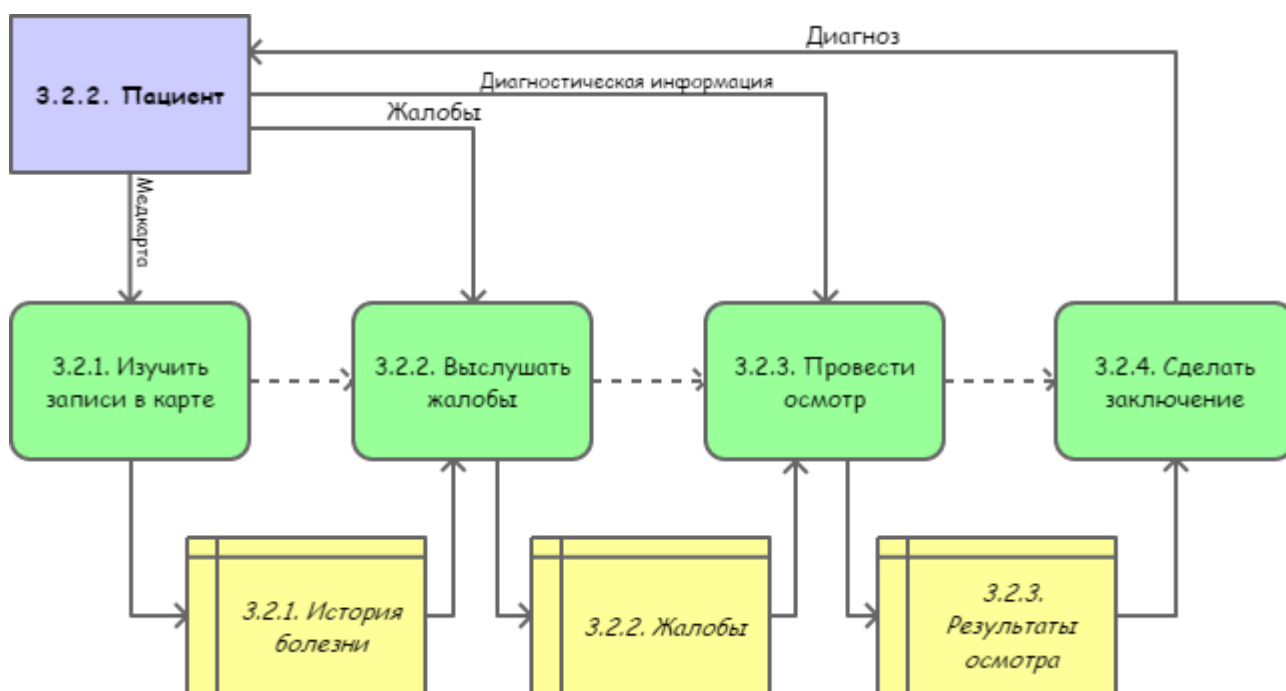 Диагноз
Диагностическая информация
3.2.2. Пациент
Жалобы
Медкарта
3.2.1. Изучить
записи в карте
3.2.2. Выслушать
жалобы
3.2.3. Провести
осмотр
3.2.4. Сделать
заключение
3.2.1. История
болезни
3.2.2. Жалобы
3.2.3.
Результаты
осмотра